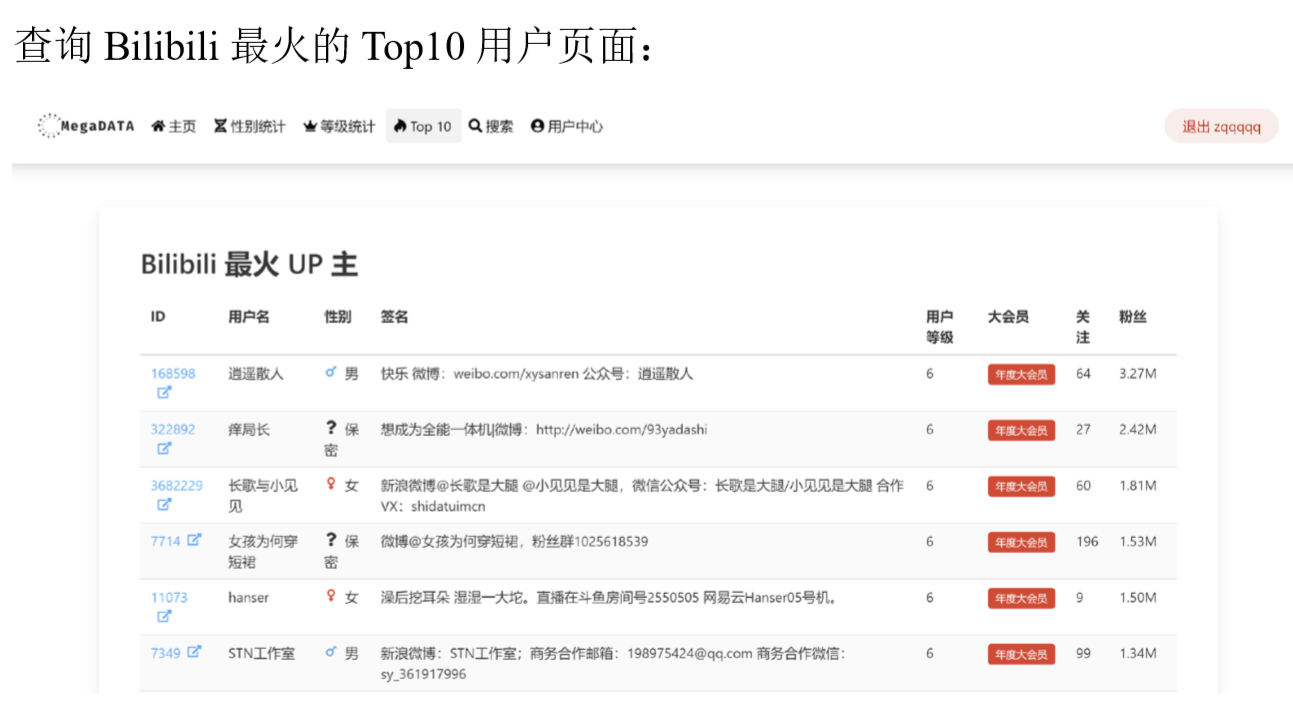 查询 Bilibili 最火的 Top10 用户页面：
MegaDATA 主页 性别统计 等级统计 Top 10 搜索 用户中心 退出 zqqqqq
Bilibili 最火 UP 主
ID 用户名 性别 签名 用户 大会员 关 粉丝
等级 注
168598 逍遥散人 男 快乐 微博：weibo.com/xysanren 公众号：逍遥散人 6 年度大会员 64 3.27M
322892 痒局长 ? 保 想成为全能一体机|微博：http://weibo.com/93yadashi 6 年度大会员 27 2.42M
密
3682229 长歌与小见 女 新浪微博@长歌是大腿 @小见见是大腿，微信公众号：长歌是大腿/小见见是大腿 合作 6 年度大会员 60 1.81M
见 VX：shidatuimcn
7714 女孩为何穿 ? 保 微博@女孩为何穿短裙，粉丝群1025618539 6 年度大会员 196 1.53M
短裙 密
11073 hanser 女 澡后挖耳朵 湿湿一大坨。直播在斗鱼房间号2550505 网易云Hanser05号机。 6 年度大会员 9 1.50M
7349 STN工作室 男 新浪微博：STN工作室；商务合作邮箱：198975424@qq.com 商务合作微信： 6 年度大会员 99 1.34M
sy_361917996